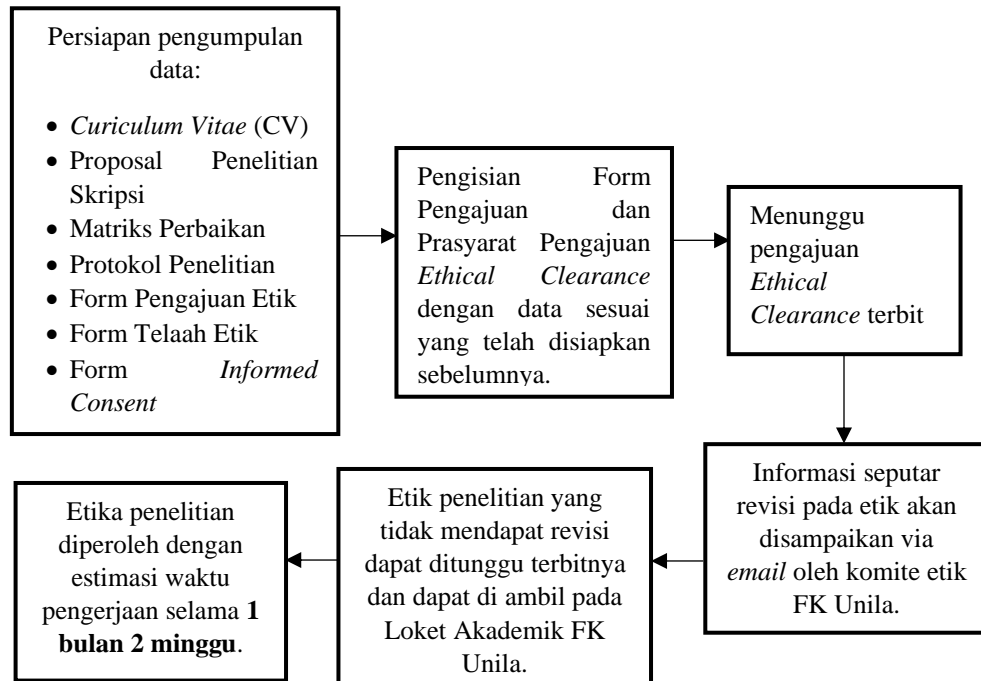 Persiapan pengumpulan
data:
• Curiculum Vitae (CV)
• Proposal Penelitian
Skripsi
• Matriks Perbaikan
• Protokol Penelitian
• Form Pengajuan Etik
• Form Telaah Etik
• Form Informed
Consent
Pengisian Form
Pengajuan dan
Prasyarat Pengajuan
Ethical Clearance
dengan data sesuai
yang telah disiapkan
sebelumnya.
Menunggu
pengajuan
Ethical
Clearance terbit
Informasi seputar
revisi pada etik akan
disampaikan via
email oleh komite etik
FK Unila.
Etik penelitian yang
tidak mendapat revisi
dapat ditunggu terbitnya
dan dapat di ambil pada
Loket Akademik FK
Unila.
Etika penelitian
diperoleh dengan
estimasi waktu
pengerjaan selama 1
bulan 2 minggu.